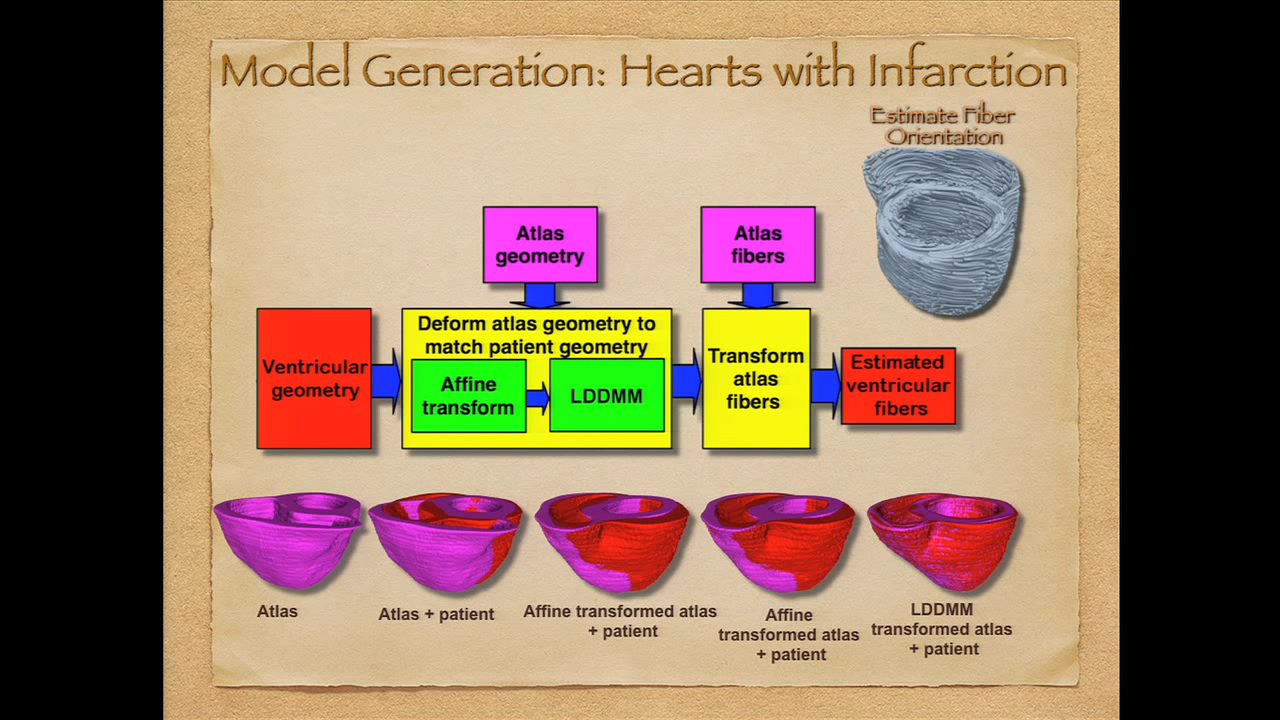 Model Generation: Hearts with Infarction
Estimate Fiber
Orientation
Atlas
geometry
Atlas
fibers
Ventricular
geometry
Deform atlas geometry to
match patient geometry
Affine
transform
LDDMM
Transform
atlas
fibers
Estimated
ventricular
fibers
Atlas
Atlas + patient
Affine transformed atlas
+ patient
Affine
transformed atlas
+ patient
LDDMM
transformed atlas
+ patient